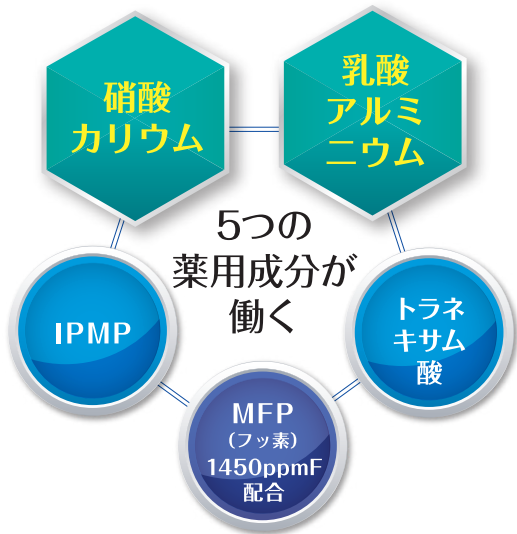 硝酸
カリウム
乳酸
アルミ
ニウム
5つの
薬用成分が
働く
IPMP
トラネ
キサム
酸
MFP
（フッ素）
1450ppmF
配合